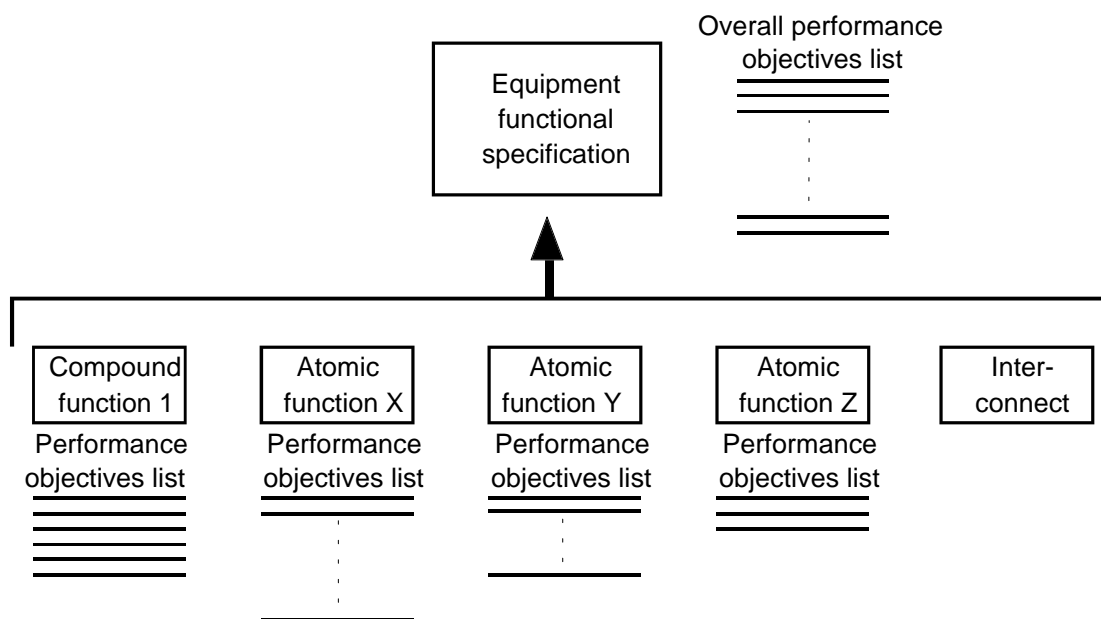 Overall performance
objectives list
Equipment
functional
specification
Compound
function 1
Performance
objectives list
Atomic
function X
Performance
objectives list
Atomic
function Y
Performance
objectives list
Atomic
function Z
Performance
objectives list
Inter-
connect